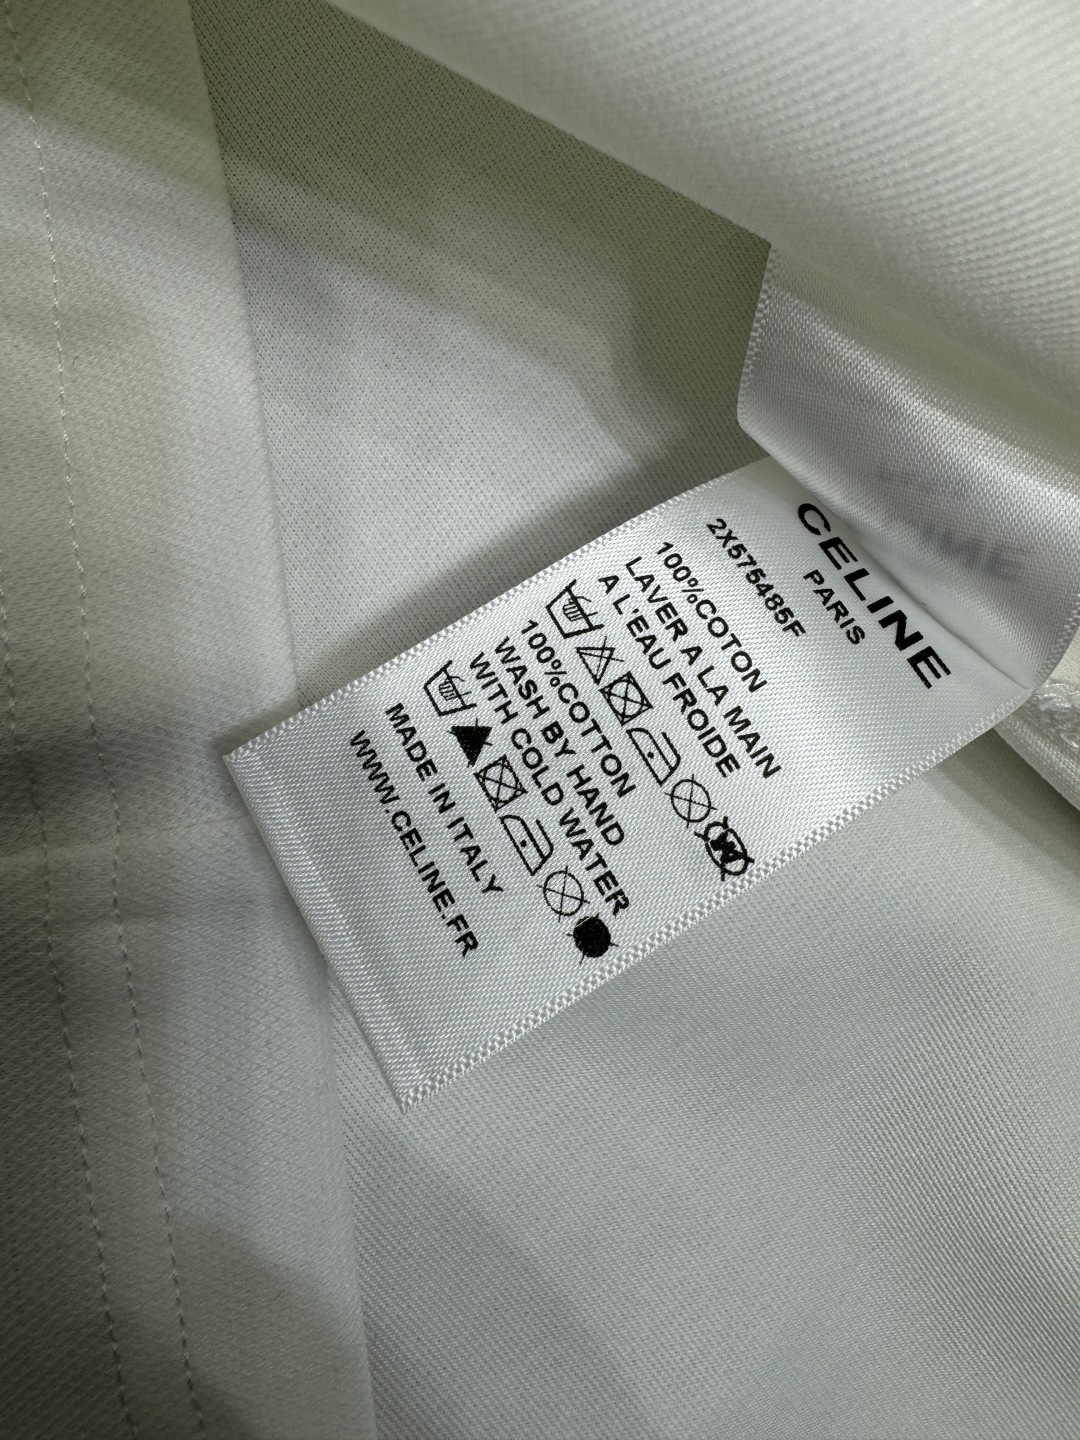 CELINE
PARIS
2X575485F
100%COTON
LAVER A LA MAIN
A L'EAU FROIDE
100%COTTON
WASH BY HAND
WITH COLD WATER
MADE IN ITALY
WWW.CELINE.FR